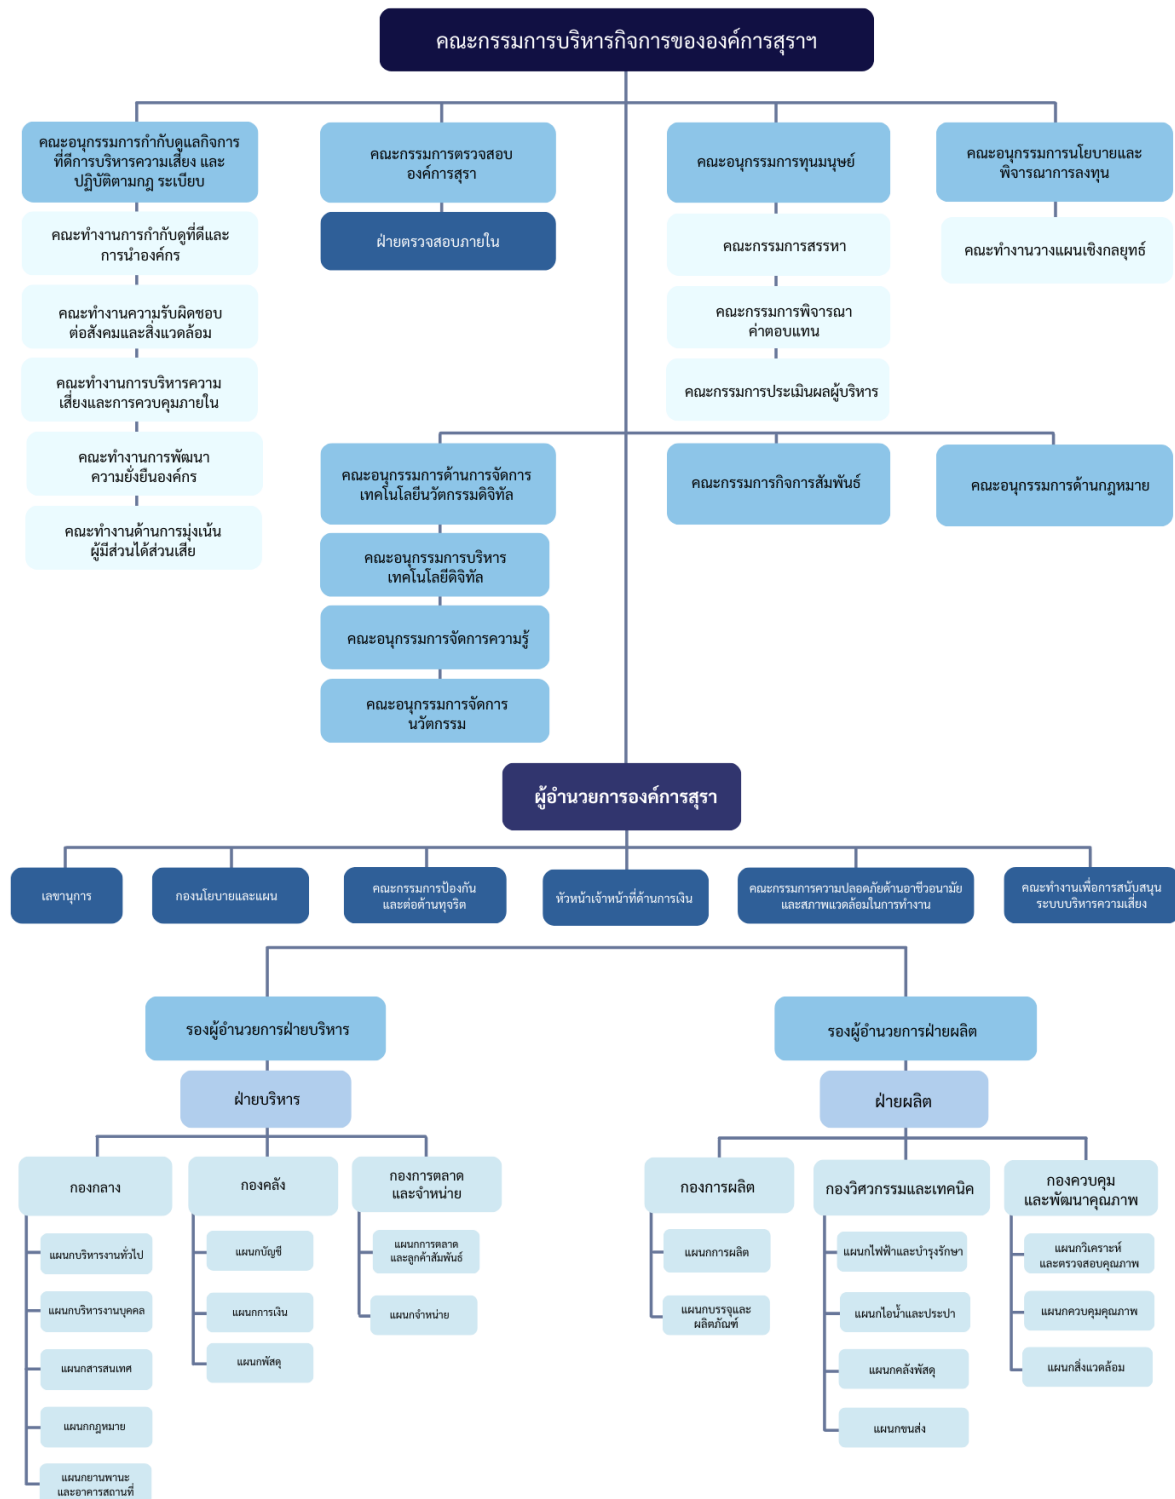 คณะกรรมการบริหารกิจการขององค์การสุราฯ
คณะอนุกรรมการกำกับดูแลกิจการ
ที่ดีการบริหารความเสี่ยง และ
ปฏิบัติตามกฎ ระเบียบ
คณะทำงานการกำกับดูที่ดีและ
การนำองค์กร
คณะทำงานความรับผิดชอบ
ต่อสังคมและสิ่งแวดล้อม
คณะทำงานการบริหารความ
เสี่ยงและการควบคุมภายใน
คณะทำงานการพัฒนา
ความยั่งยืนองค์กร
คณะทำงานด้านการมุ่งเน้น
ผู้มีส่วนได้ส่วนเสีย
คณะกรรมการตรวจสอบ
องค์การสุรา
ฝ่ายตรวจสอบภายใน
คณะอนุกรรมการทุนมนุษย์
คณะกรรมการสรรหา
คณะกรรมการพิจารณา
ค่าตอบแทน
คณะกรรมการประเมินผลผู้บริหาร
คณะอนุกรรมการนโยบายและ
พิจารณาการลงทุน
คณะทำงานวางแผนเชิงกลยุทธ์
คณะอนุกรรมการด้านการจัดการ
เทคโนโลยีนวัตกรรมดิจิทัล
คณะอนุกรรมการบริหาร
เทคโนโลยีดิจิทัล
คณะอนุกรรมการจัดการความรู้
คณะอนุกรรมการจัดการ
นวัตกรรม
คณะกรรมการกิจการสัมพันธ์
คณะอนุกรรมการด้านกฎหมาย
ผู้อำนวยการองค์การสุรา
เลขานุการ
กองนโยบายและแผน
คณะกรรมการป้องกัน
และต่อต้านทุจริต
หัวหน้าเจ้าหน้าที่ด้านการเงิน
คณะกรรมการความปลอดภัยด้านอาชีวอนามัย
และสภาพแวดล้อมในการทำงาน
คณะทำงานเพื่อการสนับสนุน
ระบบบริหารความเสี่ยง
รองผู้อำนวยการฝ่ายบริหาร
ฝ่ายบริหาร
กองกลาง
แผนกบริหารงานทั่วไป
แผนกบริหารงานบุคคล
แผนกสารสนเทศ
แผนกกฎหมาย
แผนกยานพานะ
และอาคารสถานที่
กองคลัง
แผนกบัญชี
แผนกการเงิน
แผนกพัสดุ
กองการตลาด
และจำหน่าย
แผนกการตลาด
และลูกค้าสัมพันธ์
แผนกจำหน่าย
รองผู้อำนวยการฝ่ายผลิต
ฝ่ายผลิต
กองการผลิต
แผนกการผลิต
แผนกบรรจุและ
ผลิตภัณฑ์
กองวิศวกรรมและเทคนิค
แผนกไฟฟ้าและบำรุงรักษา
แผนกไอน้ำและประปา
แผนกคลังพัสดุ
แผนกขนส่ง
กองควบคุม
และพัฒนาคุณภาพ
แผนกวิเคราะห์
และตรวจสอบคุณภาพ
แผนกควบคุมคุณภาพ
แผนกสิ่งแวดล้อม